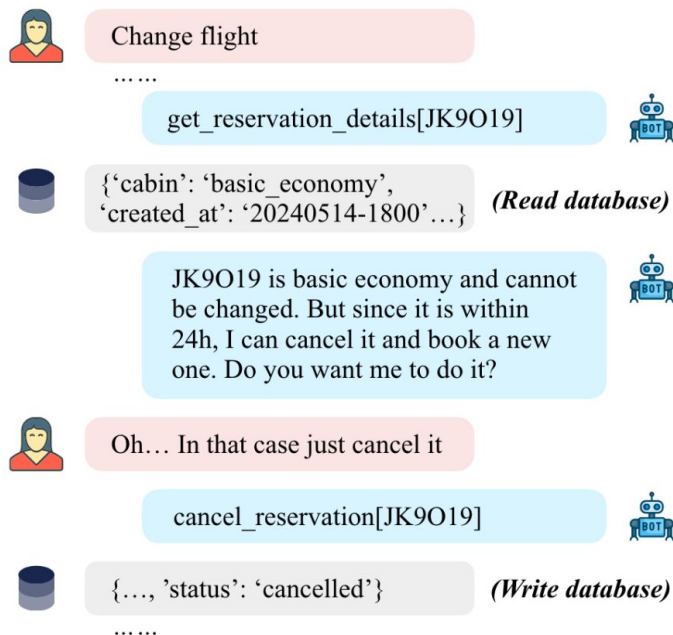 Change flight
... ...
get_reservation_details[JK9O19]
BOT
{‘cabin’: ‘basic_economy’,
‘created_at’: ‘20240514-1800’…}
(Read database)
JK9O19 is basic economy and cannot
be changed. But since it is within
24h, I can cancel it and book a new
one. Do you want me to do it?
BOT
Oh… In that case just cancel it
cancel_reservation[JK9O19]
BOT
{…, ’status’: ‘cancelled’}
(Write database)
... ...